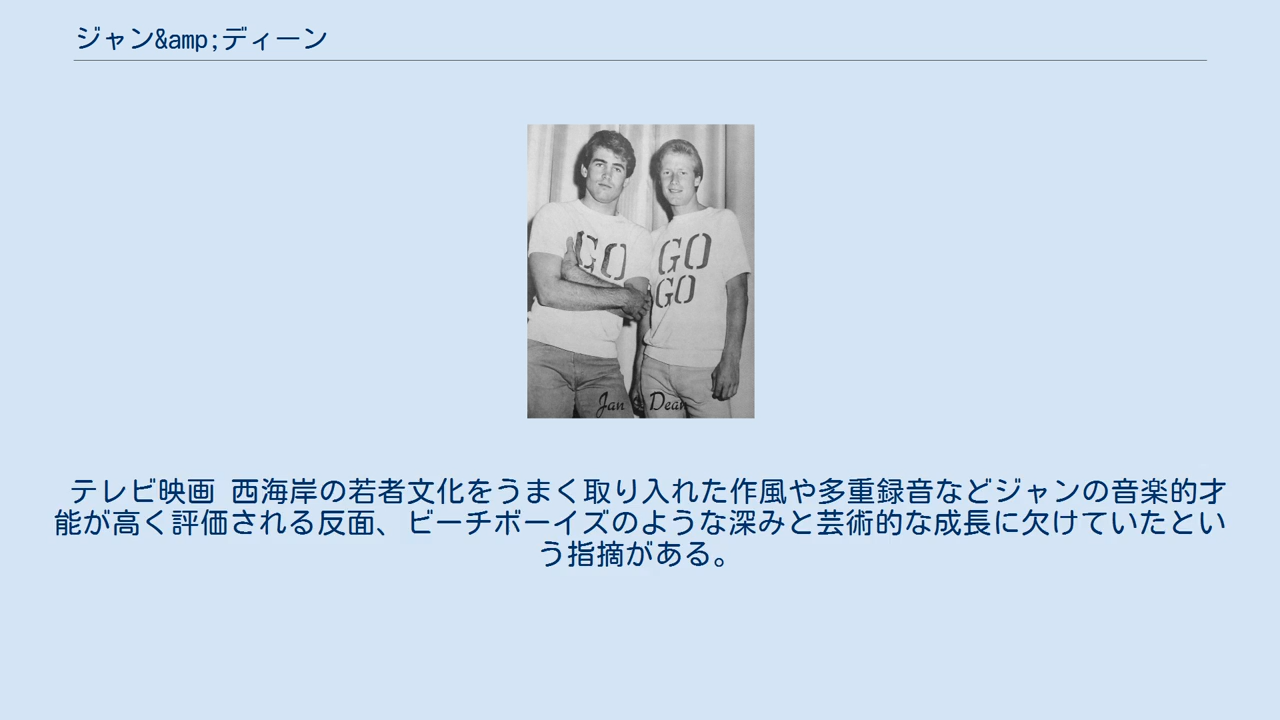 ジャン&amp;ディーン
GO
GO
GO
Jan & Dean
テレビ映画 西海岸の若者文化をうまく取り入れた作風や多重録音などジャンの音楽的才
能が高く評価される反面、ビーチボーイズのような深みと芸術的な成長に欠けていたとい
う指摘がある。